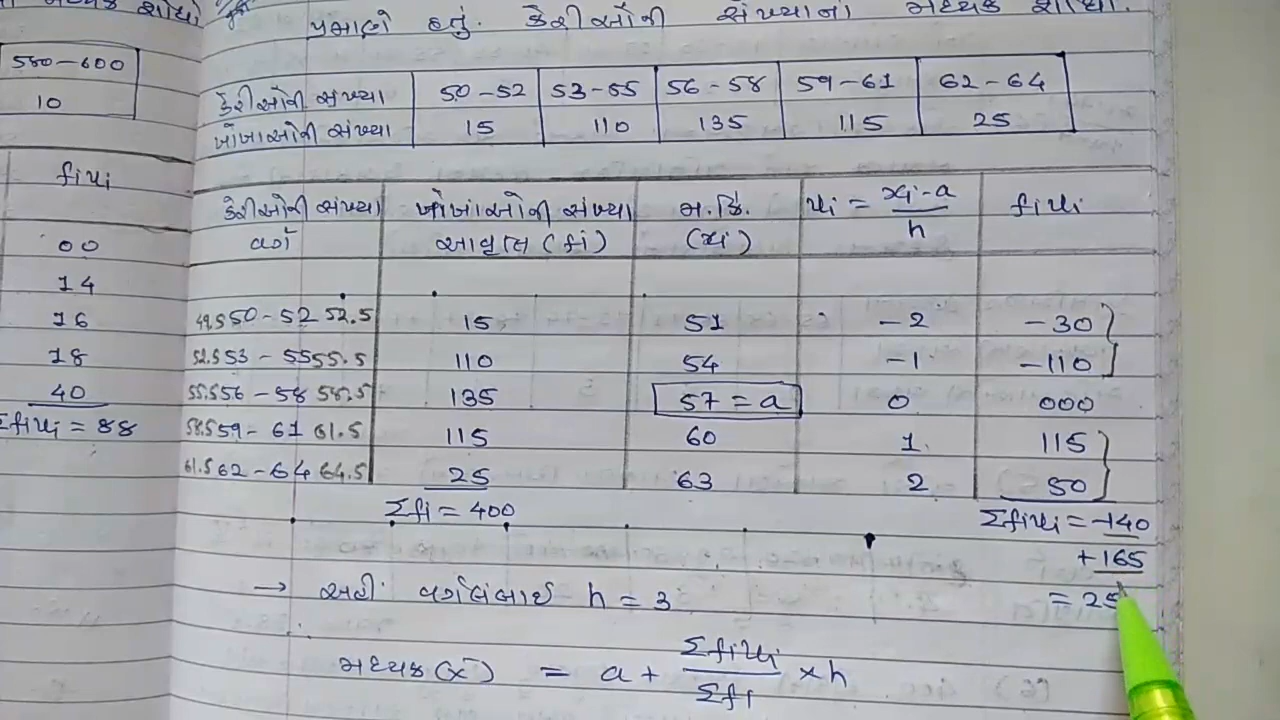 પ્રમાણે હતું. કેરીઓની સંખ્યાનો મધ્યક શોધો.
580-600
10
કેરીઓની સંખ્યા 50-52 53-55 56-58 59-61 62-64
ખોખાઓની સંખ્યા 15 110 135 115 25
fiui
00
14
16
18
40
Σfiui = 88
કેરીઓની સંખ્યા ખોખાઓની સંખ્યા મ.કિ. ui = xi-a / h fiui
વર્ગ આવૃત્તિ (fi) (xi)
49.5 50-52 52.5 15 51 -2 -30
52.5 53-55 55.5 110 54 -1 -110
55.5 56-58 58.5 135 57 = a 0 000
58.5 59-61 61.5 115 60 1 115
61.5 62-64 64.5 25 63 2 50
Σfi = 400 Σfiui = -140
+165
= 25
→ અહીં વર્ગલંબાઈ h = 3
મધ્યક (x̄) = a + Σfiui / Σfi × h